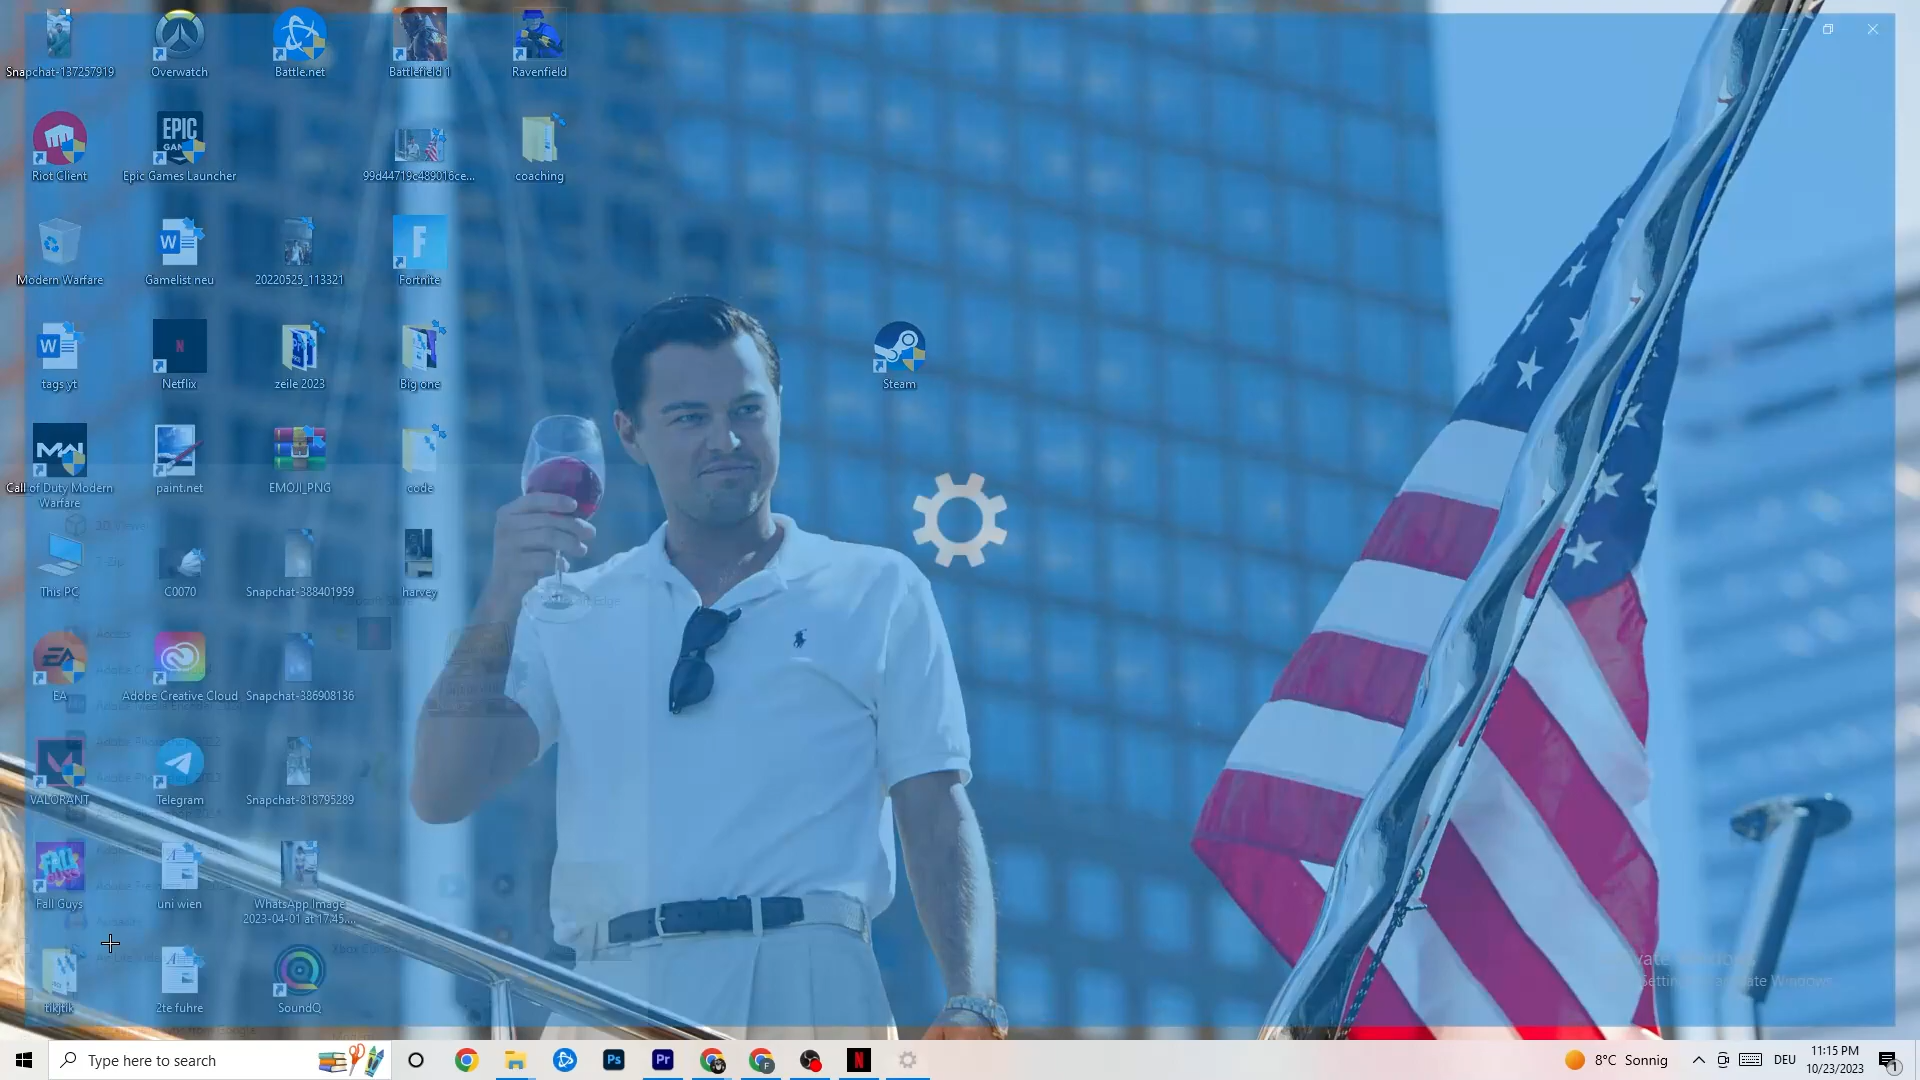 Snapchat-137257919
Overwatch
Battle.net
Battlefield 1
Ravenfield
Riot Client
EPIC
Epic Games Launcher
99d44719c489016ce...
coaching
Modern Warfare
Gamelist neu
20220525_113321
Fortnite
tags yt
Netflix
zeile 2023
Big one
Steam
Call of Duty Modern
Warfare
paint.net
EMOJI_PNG
code
This PC
C0070
Snapchat-388401959
harvey
EA
Adobe Creative Cloud
Snapchat-386908136
VALORANT
Telegram
Snapchat-818795289
Fall Guys
uni wien
WhatsApp Image
2023-04-01 at 17.45....
tikjtik
2te fuhre
SoundQ
Type here to search
8°C Sonnig
DEU
11:15 PM
10/23/2023